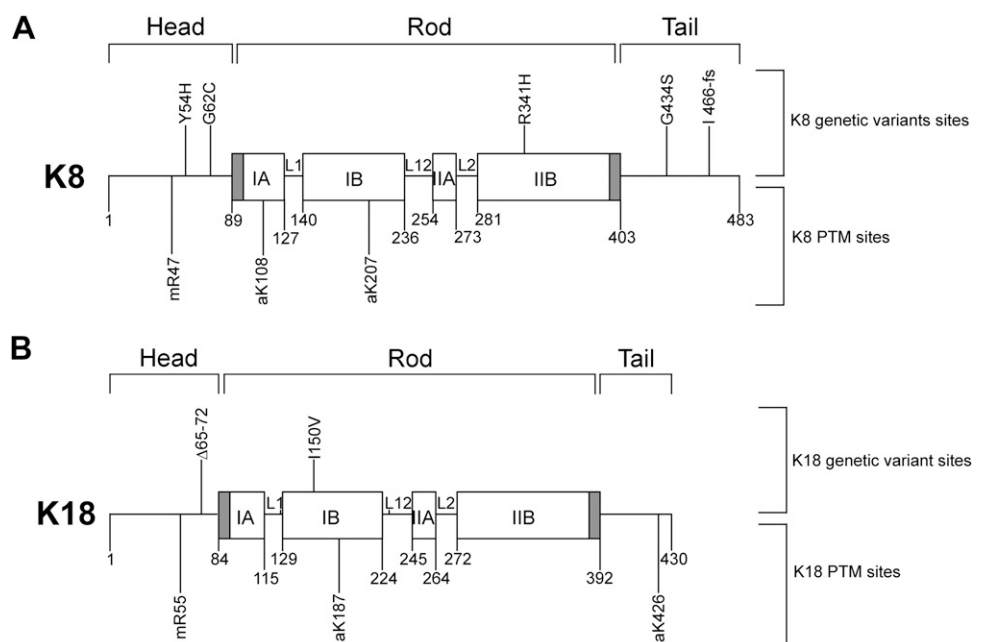 A
Head Rod Tail
Y54H G62C R341H G434S I 466-fs
K8 genetic variants sites
K8
IA L1 IB L12 IIA L2 IIB
1 89 127 140 236 254 273 281 403 483
K8 PTM sites
mR47 aK108 aK207
B
Head Rod Tail
Δ65-72 I150V
K18 genetic variant sites
K18
IA L1 IB L12 IIA L2 IIB
1 84 115 129 224 245 264 272 392 430
K18 PTM sites
mR55 aK187 aK426